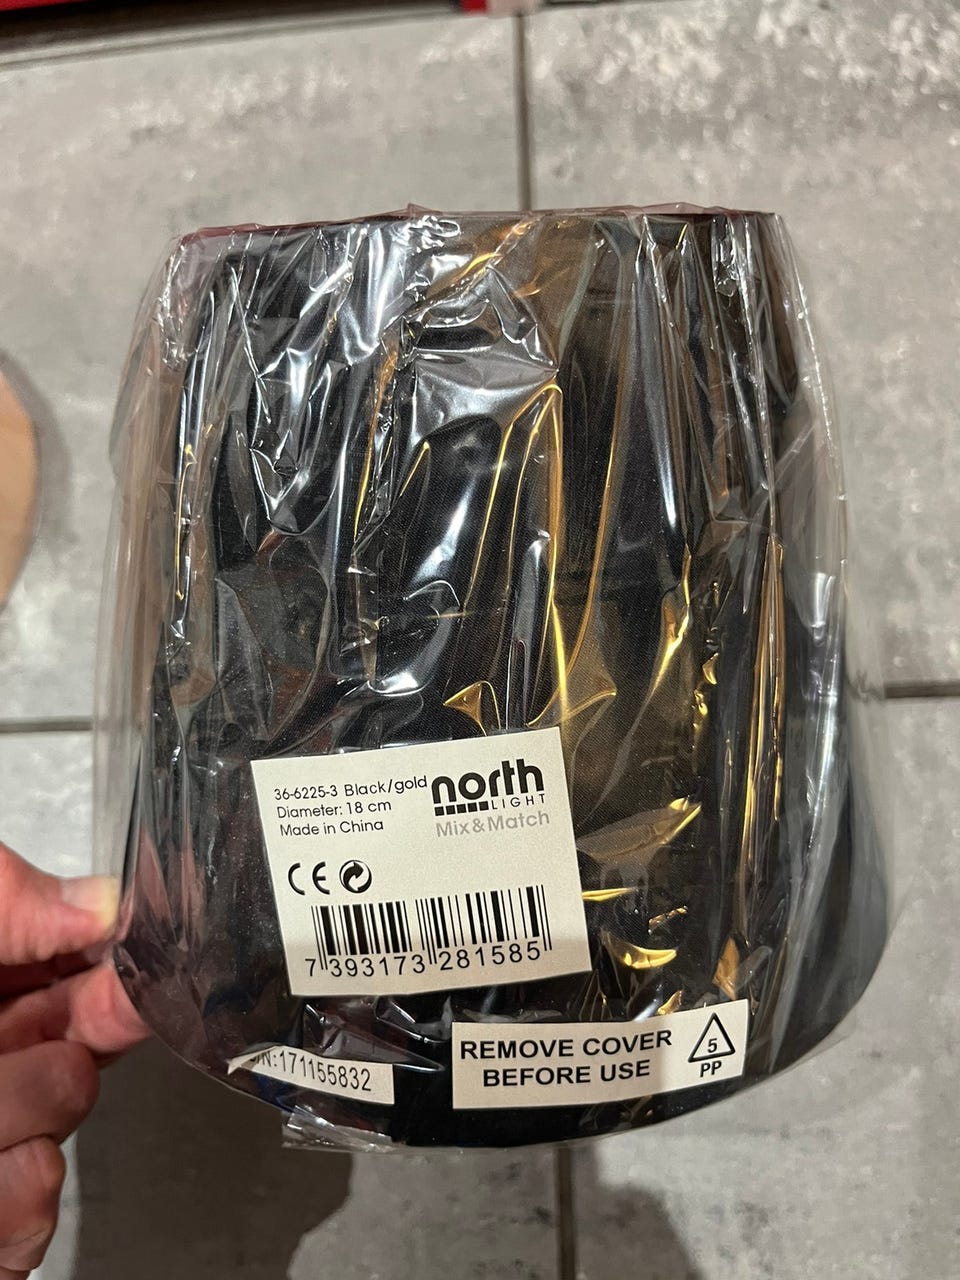 36-6225-3 Black/gold
Diameter: 18 cm
Made in China
north
LIGHT
Mix&Match
CE
7 393173 281585
:171155832
REMOVE COVER
BEFORE USE
5
PP